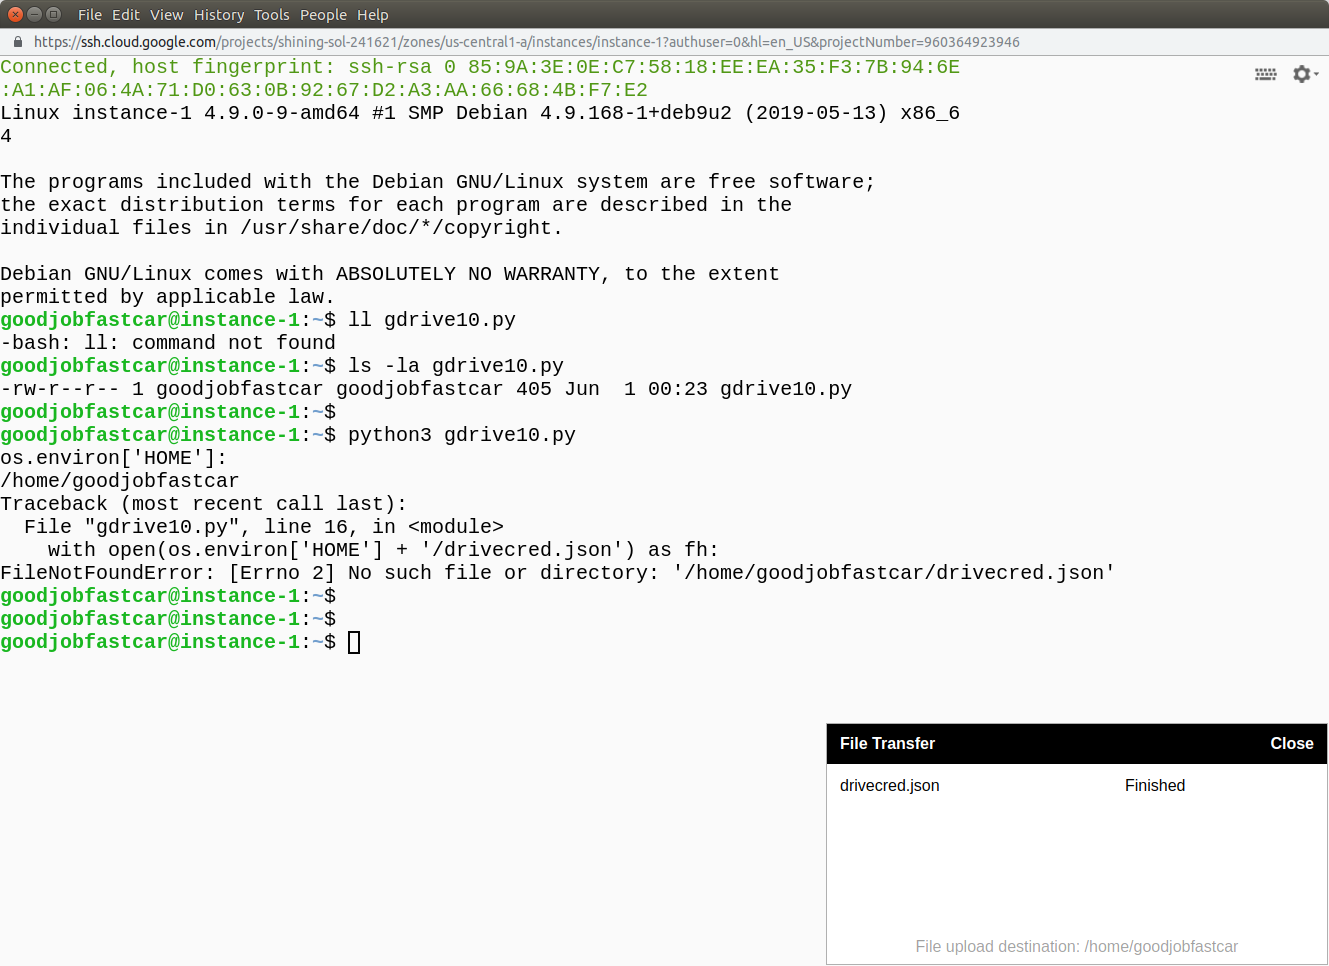 File Edit View History Tools People Help
https://ssh.cloud.google.com/projects/shining-sol-241621/zones/us-central1-a/instances/instance-1?authuser=0&hl=en_US&projectNumber=960364923946
Connected, host fingerprint: ssh-rsa 0 85:9A:3E:0E:C7:58:18:EE:EA:35:F3:7B:94:6E
:A1:AF:06:4A:71:D0:63:0B:92:67:D2:A3:AA:66:68:4B:F7:E2
Linux instance-1 4.9.0-9-amd64 #1 SMP Debian 4.9.168-1+deb9u2 (2019-05-13) x86_6
4
The programs included with the Debian GNU/Linux system are free software;
the exact distribution terms for each program are described in the
individual files in /usr/share/doc/*/copyright.
Debian GNU/Linux comes with ABSOLUTELY NO WARRANTY, to the extent
permitted by applicable law.
goodjobfastcar@instance-1:~$ ll gdrive10.py
-bash: ll: command not found
goodjobfastcar@instance-1:~$ ls -la gdrive10.py
-rw-r--r-- 1 goodjobfastcar goodjobfastcar 405 Jun  1 00:23 gdrive10.py
goodjobfastcar@instance-1:~$
goodjobfastcar@instance-1:~$ python3 gdrive10.py
os.environ['HOME']:
/home/goodjobfastcar
Traceback (most recent call last):
  File "gdrive10.py", line 16, in <module>
    with open(os.environ['HOME'] + '/drivecred.json') as fh:
FileNotFoundError: [Errno 2] No such file or directory: '/home/goodjobfastcar/drivecred.json'
goodjobfastcar@instance-1:~$
goodjobfastcar@instance-1:~$
goodjobfastcar@instance-1:~$
File Transfer Close
drivecred.json Finished
File upload destination: /home/goodjobfastcar